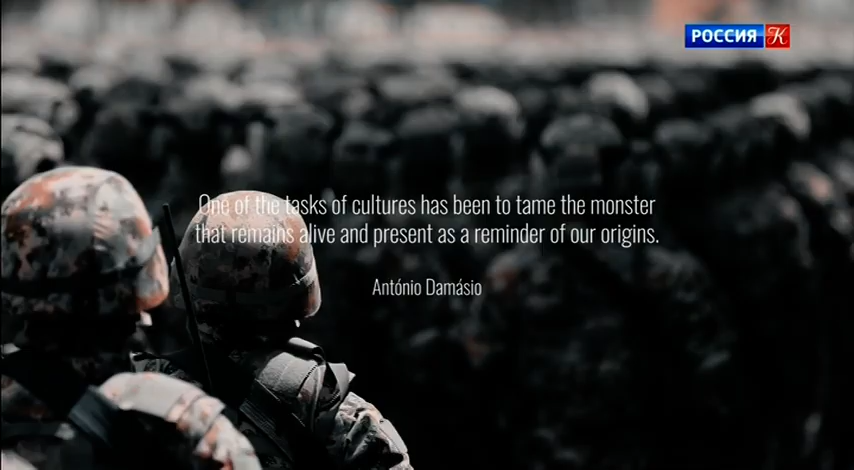 РОССИЯ К
One of the tasks of cultures has been to tame the monster
that remains alive and present as a reminder of our origins.
António Damásio